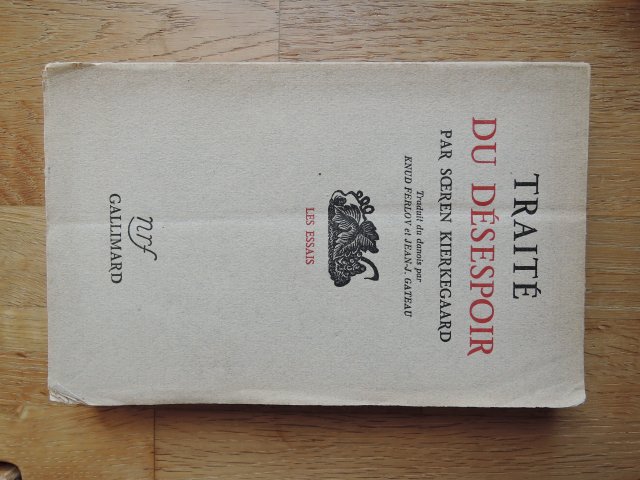 TRAITÉ
DU DÉSESPOIR
PAR SŒREN KIERKEGAARD
Traduit du danois par
KNUD FERLOV et JEAN-J. GATEAU
LES ESSAIS
nrf
GALLIMARD